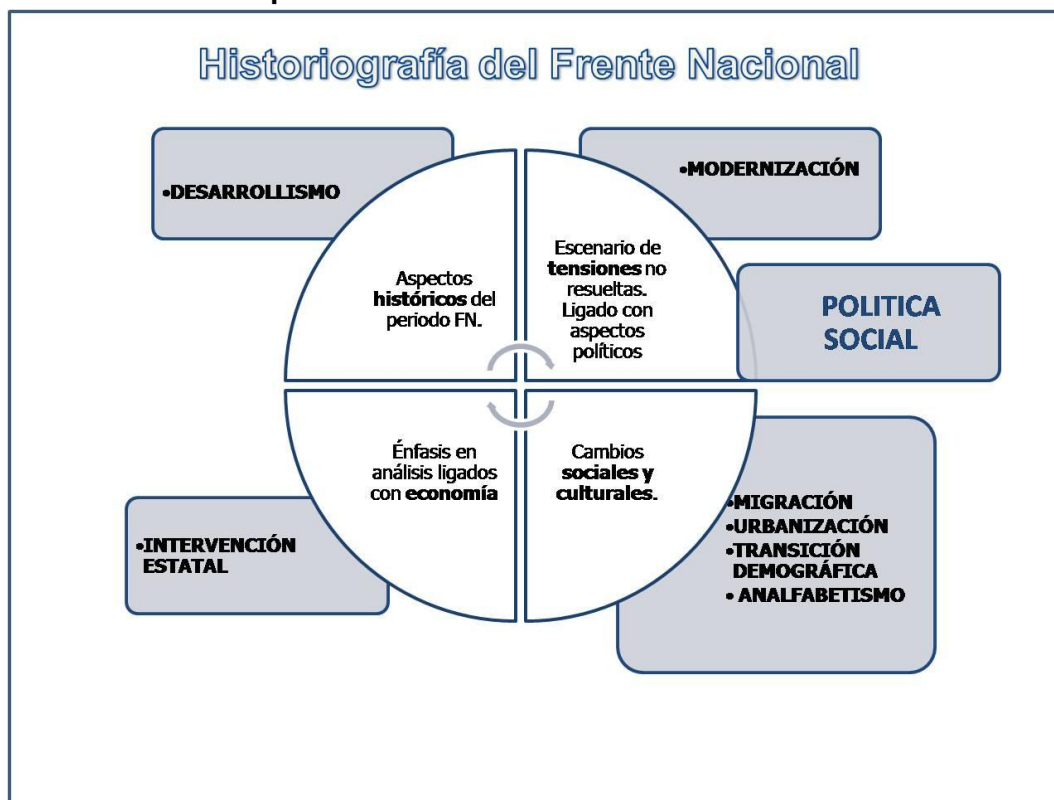 Historiografía del Frente Nacional
•DESARROLLISMO
•MODERNIZACIÓN
Aspectos
históricos del
periodo FN.
Escenario de
tensiones no
resueltas.
Ligado con
aspectos
políticos
POLITICA
SOCIAL
Énfasis en
análisis ligados
con economía
Cambios
sociales y
culturales.
•INTERVENCIÓN
ESTATAL
•MIGRACIÓN
•URBANIZACIÓN
•TRANSICIÓN
DEMOGRÁFICA
• ANALFABETISMO